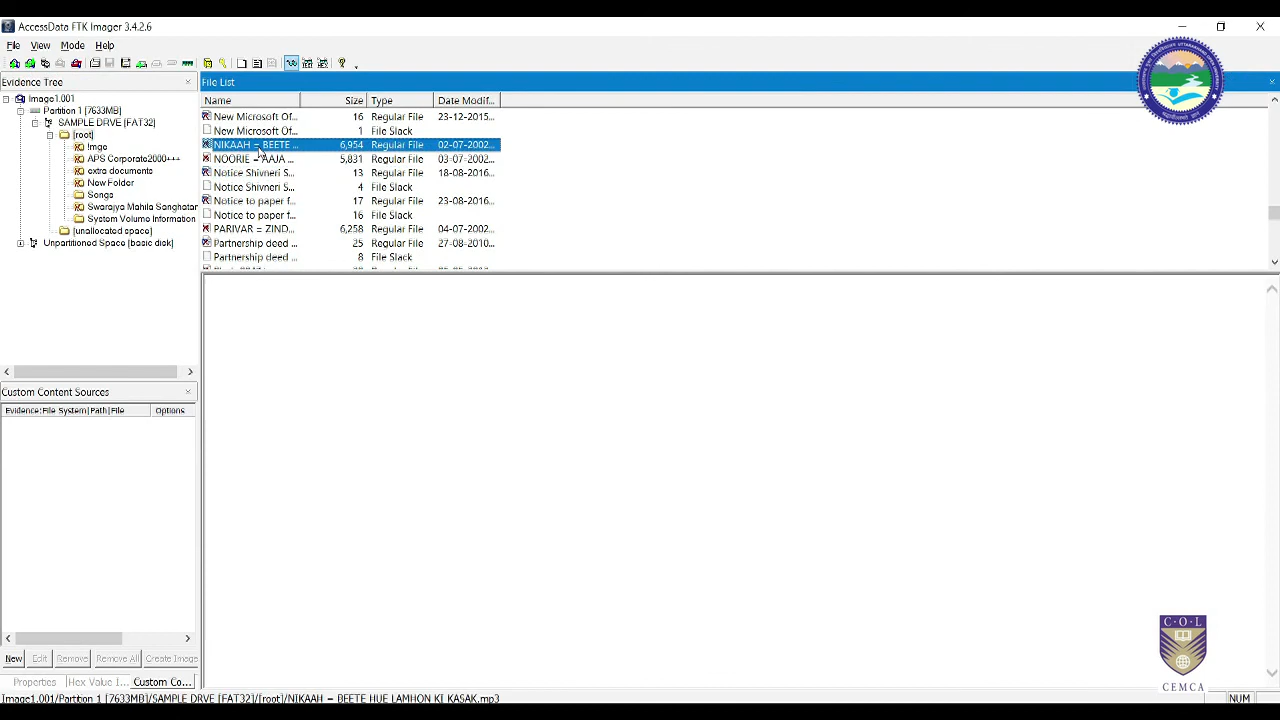 AccessData FTK Imager 3.4.2.6
File View Mode Help
Evidence Tree
Image1.001
Partition 1 [7633MB]
SAMPLE DRVE [FAT32]
[root]
!mge
APS Corporate2000+++
extra documents
New Folder
Songs
Swarajya Mahila Sanghatan
System Volume Information
[unallocated space]
Unpartitioned Space [basic disk]
Custom Content Sources
Evidence:File System|Path|File Options
New Edit Remove Remove All Create Image
Properties Hex Value I... Custom Co...
File List
Name Size Type Date Modif...
New Microsoft Of... 16 Regular File 23-12-2015...
New Microsoft Of... 1 File Slack
NIKAAH = BEETE ... 6,954 Regular File 02-07-2002...
NOORIE = AAJA ... 5,831 Regular File 03-07-2002...
Notice Shivneri S... 13 Regular File 18-08-2016...
Notice Shivneri S... 4 File Slack
Notice to paper f... 17 Regular File 23-08-2016...
Notice to paper f... 16 File Slack
PARIVAR = ZIND... 6,258 Regular File 04-07-2002...
Partnership deed ... 25 Regular File 27-08-2010...
Partnership deed ... 8 File Slack
C·O·L
CEMCA
Image1.001/Partition 1 [7633MB]/SAMPLE DRVE [FAT32]/[root]/NIKAAH = BEETE HUE LAMHON KI KASAK.mp3
NUM